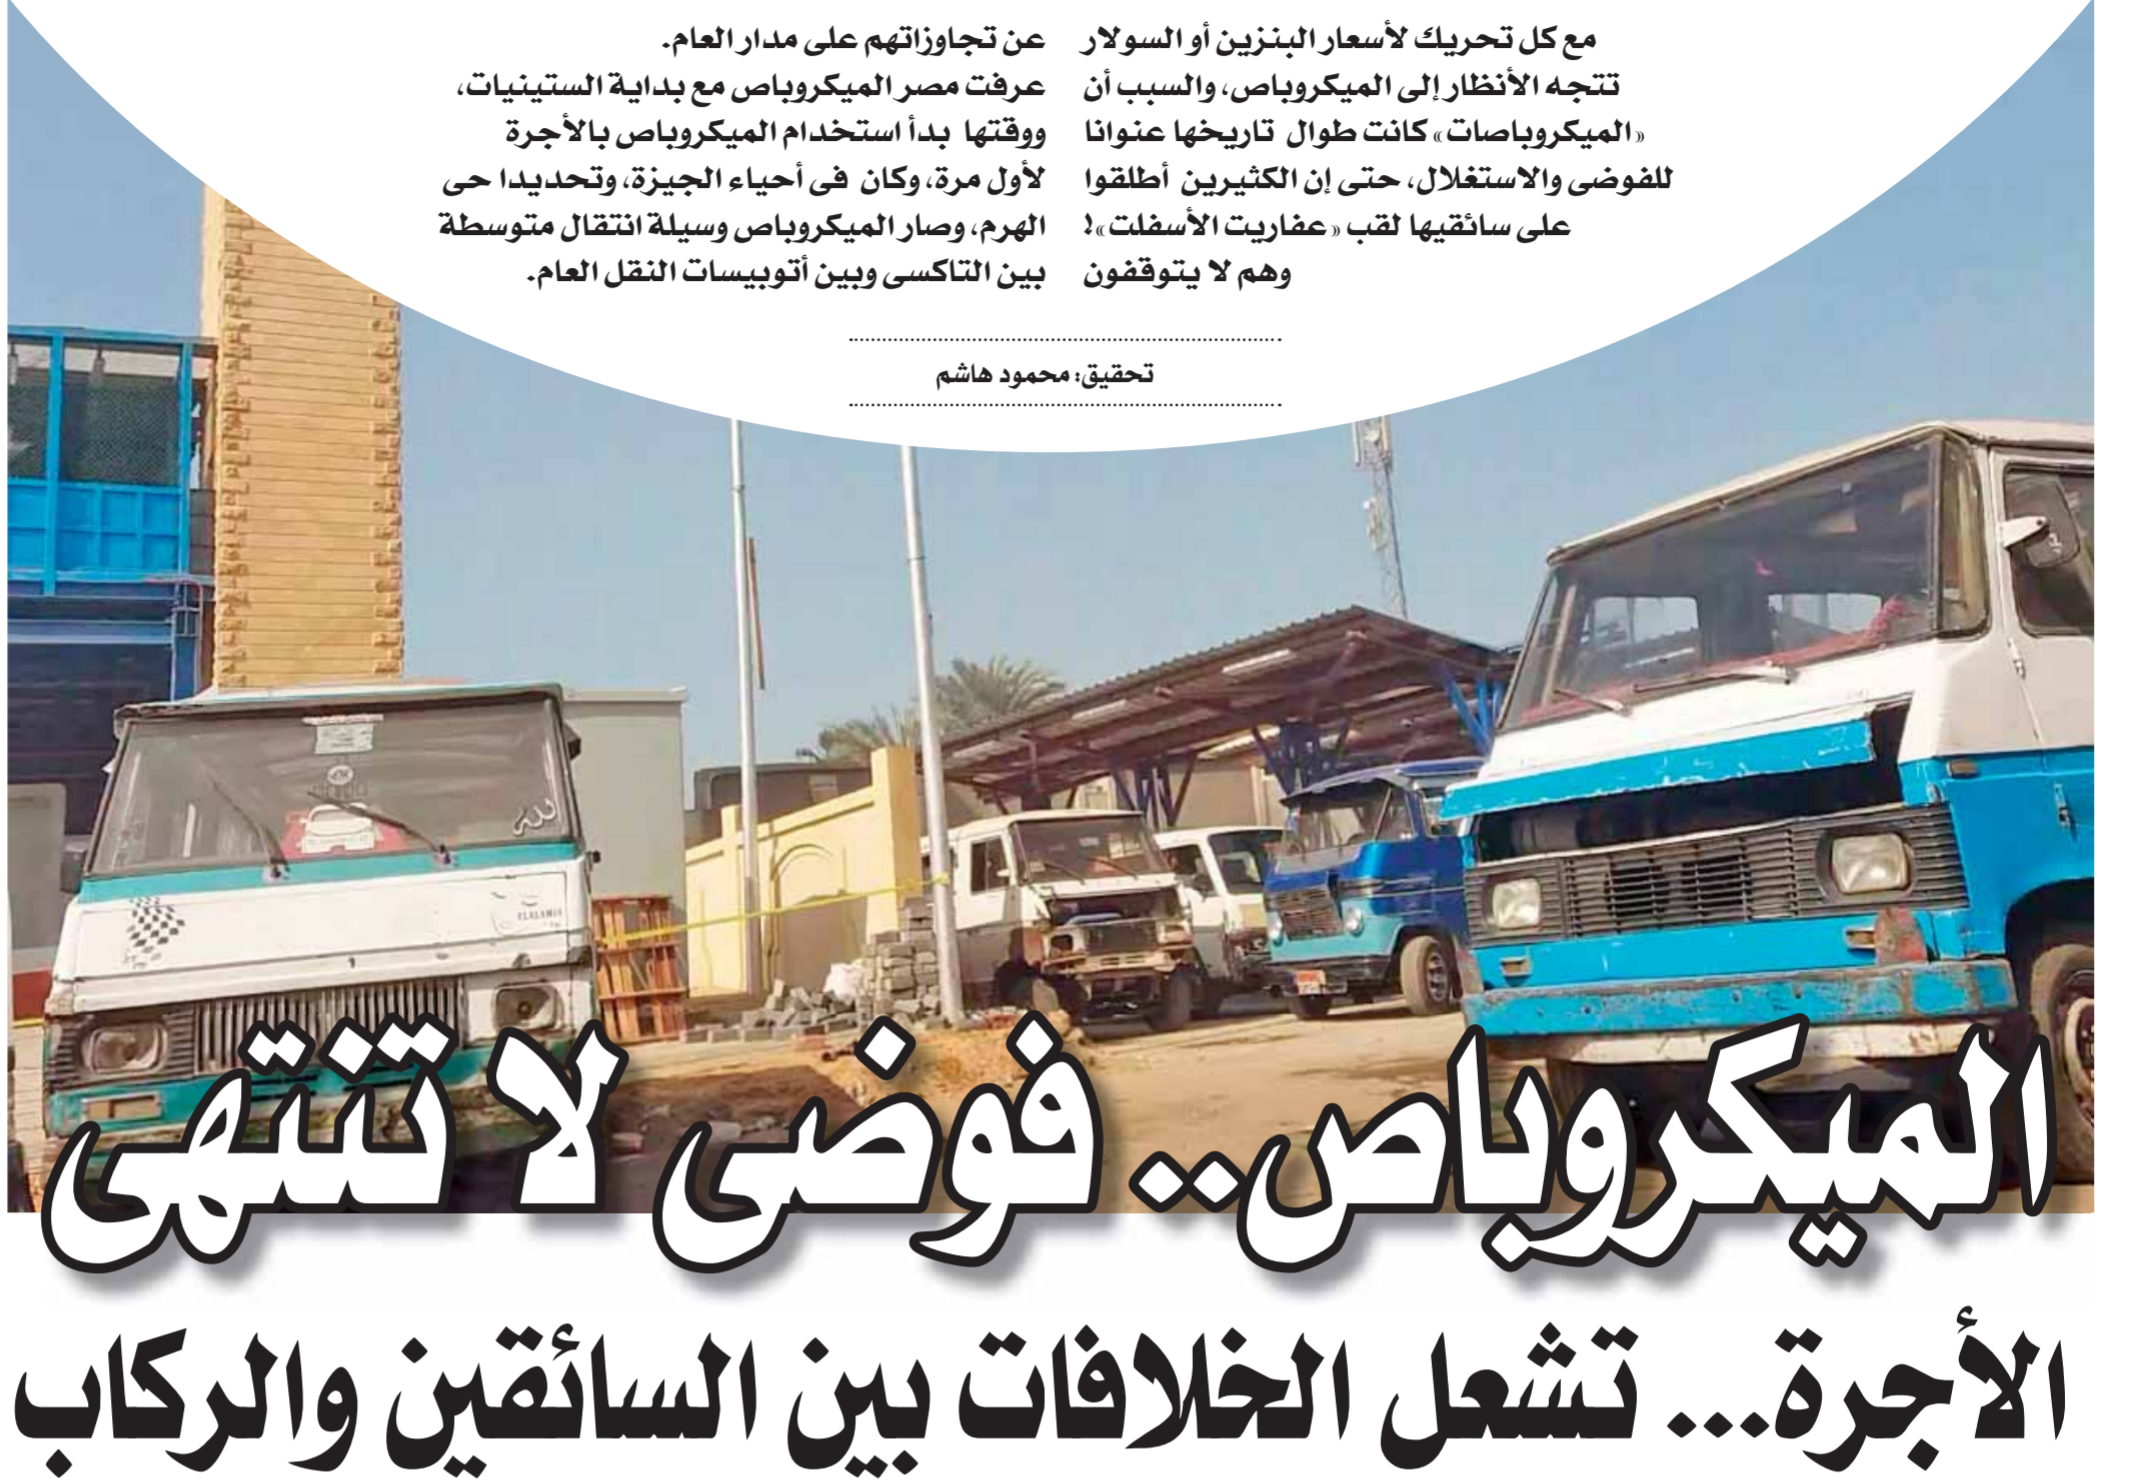 مع كل تحريك لأسعار البنزين أو السولار
تتجه الأنظار إلى الميكروباص، والسبب أن
«الميكروباصات» كانت طوال تاريخها عنوانا
للفوضى والاستغلال، حتى إن الكثيرين أطلقوا
على سائقيها لقب «عفاريت الأسفلت»!
وهم لا يتوقفون
عن تجاوزاتهم على مدار العام.
عرفت مصر الميكروباص مع بداية الستينيات،
ووقتها بدأ استخدام الميكروباص بالأجرة
لأول مرة، وكان فى أحياء الجيزة، وتحديدا حى
الهرم، وصار الميكروباص وسيلة انتقال متوسطة
بين التاكسى وبين أتوبيسات النقل العام.
تحقيق: محمود هاشم
الله
ELALAMIA
الميكروباص.. فوضى لا تنتهى
الأجرة... تشعل الخلافات بين السائقين والركاب